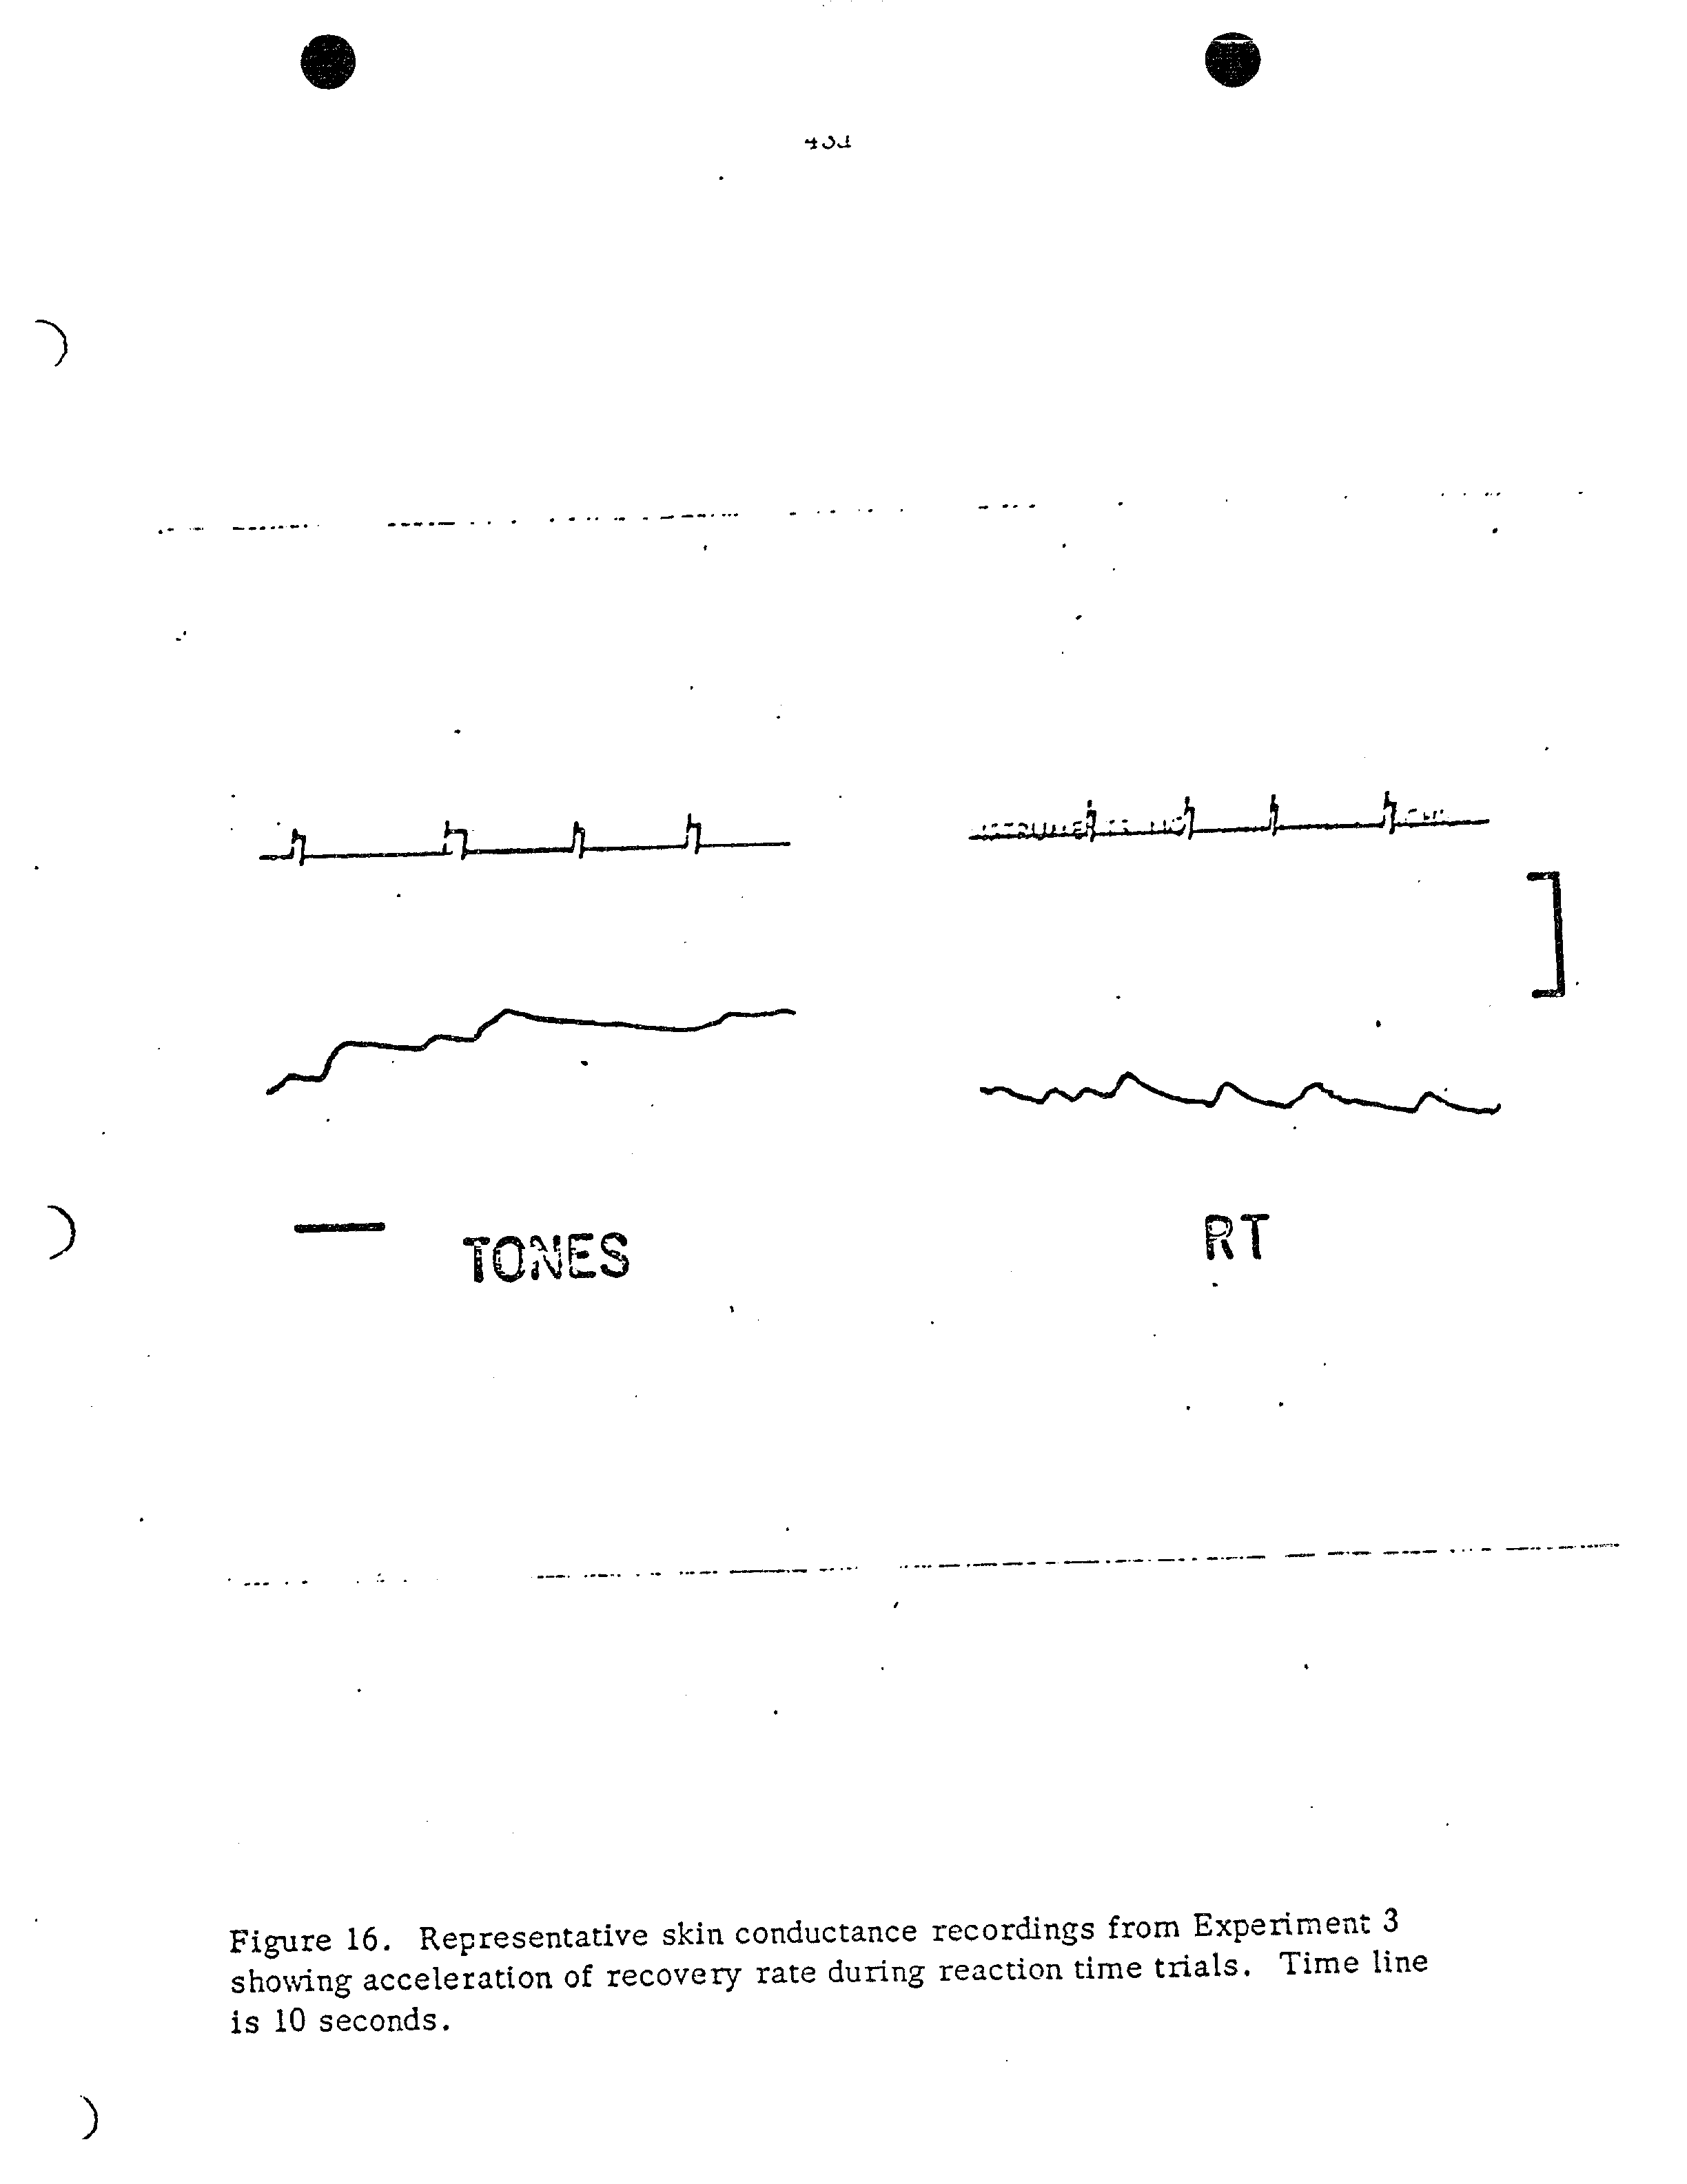 TONES
RT
Figure 16. Representative skin conductance recordings from Experiment 3
showing acceleration of recovery rate during reaction time trials. Time line
is 10 seconds.